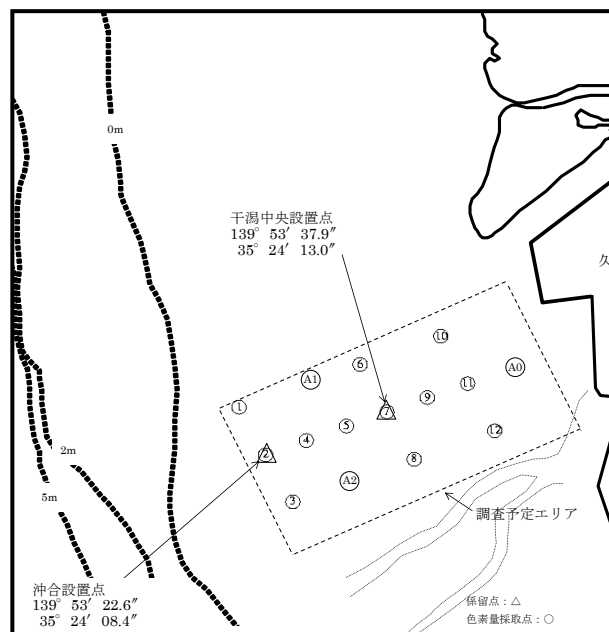 0m
干潟中央設置点
139° 53′ 37.9″
35° 24′ 13.0″
久
10
6
A1
A0
11
9
1
7
5
4
12
2
2m
8
A2
5m
3
調査予定エリア
沖合設置点
139° 53′ 22.6″
35° 24′ 08.4″
係留点：△
色素量採取点：○